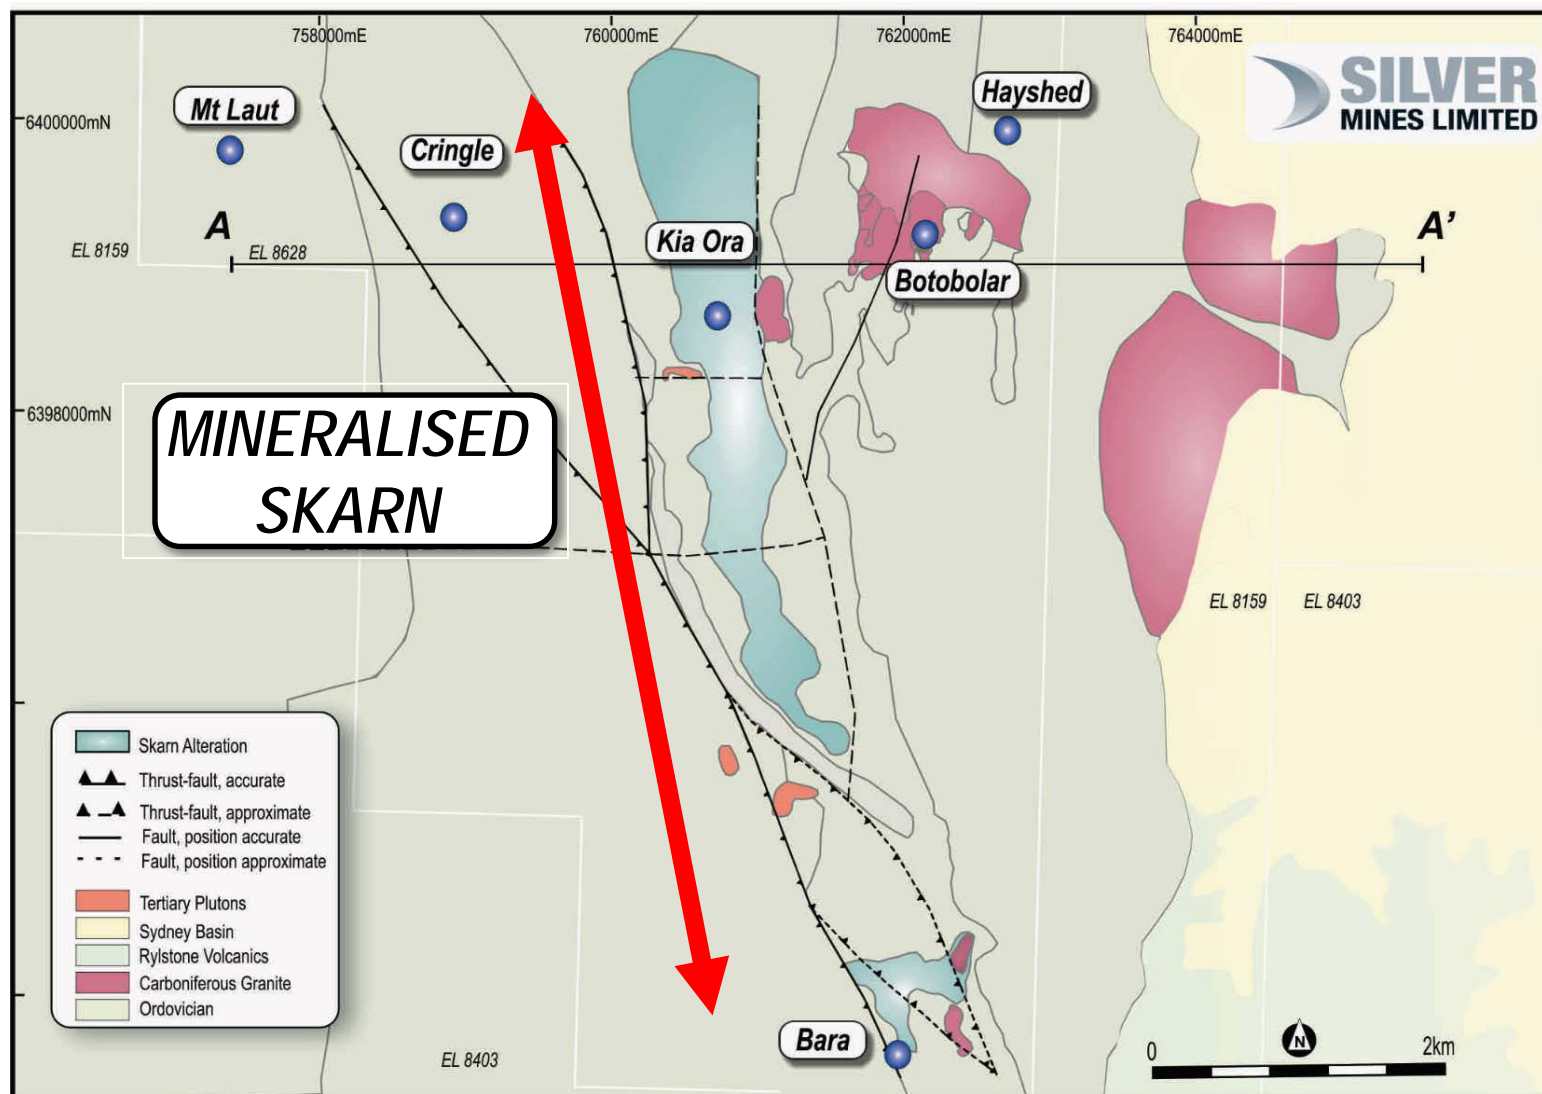 758000mE
760000mE
762000mE
764000mE
SILVER
MINES LIMITED
6400000mN
Mt Laut
Cringle
Hayshed
A
A'
EL 8159
EL 8628
Kia Ora
Botobolar
6398000mN
MINERALISED
SKARN
EL 8159
EL 8403
Skarn Alteration
Thrust-fault, accurate
Thrust-fault, approximate
Fault, position accurate
Fault, position approximate
Tertiary Plutons
Sydney Basin
Rylstone Volcanics
Carboniferous Granite
Ordovician
EL 8403
Bara
N
0
2km